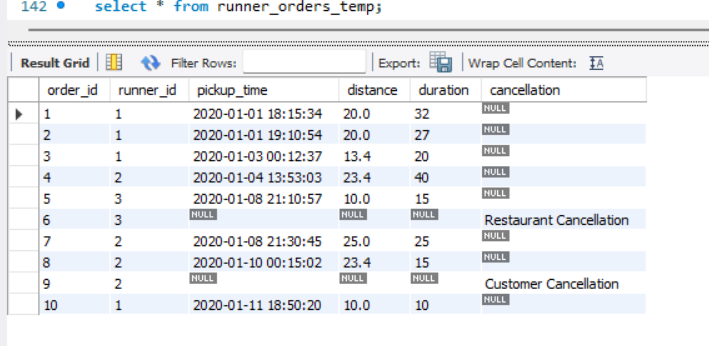 142 select * from runner_orders_temp;
Result Grid Filter Rows: Export: Wrap Cell Content: IA
order_id runner_id pickup_time distance duration cancellation
1 1 2020-01-01 18:15:34 20.0 32 NULL
2 1 2020-01-01 19:10:54 20.0 27 NULL
3 1 2020-01-03 00:12:37 13.4 20 NULL
4 2 2020-01-04 13:53:03 23.4 40 NULL
5 3 2020-01-08 21:10:57 10.0 15 NULL
6 3 NULL NULL NULL Restaurant Cancellation
7 2 2020-01-08 21:30:45 25.0 25 NULL
8 2 2020-01-10 00:15:02 23.4 15 NULL
9 2 NULL NULL NULL Customer Cancellation
10 1 2020-01-11 18:50:20 10.0 10 NULL